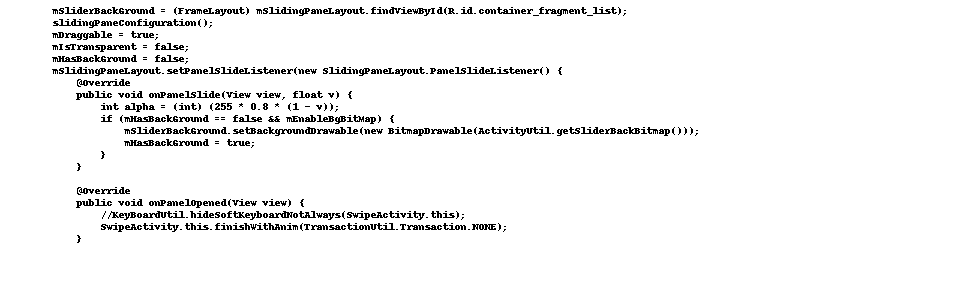 mSliderBackGround = (FrameLayout) mSlidingPaneLayout.findViewById(R.id.container_fragment_list);
slidingPaneConfiguration();
mDraggable = true;
mIsTransparent = false;
mHasBackGround = false;
mSlidingPaneLayout.setPanelSlideListener(new SlidingPaneLayout.PanelSlideListener() {
    @Override
    public void onPanelSlide(View view, float v) {
        int alpha = (int) (255 * 0.8 * (1 - v));
        if (mHasBackGround == false && mEnableBgBitMap) {
            mSliderBackGround.setBackgroundDrawable(new BitmapDrawable(ActivityUtil.getSliderBackBitmap()));
            mHasBackGround = true;
        }
    }

    @Override
    public void onPanelOpened(View view) {
        //KeyBoardUtil.hideSoftKeyboardNotAlways(SwipeActivity.this);
        SwipeActivity.this.finishWithAnim(TransactionUtil.Transaction.NONE);
    }